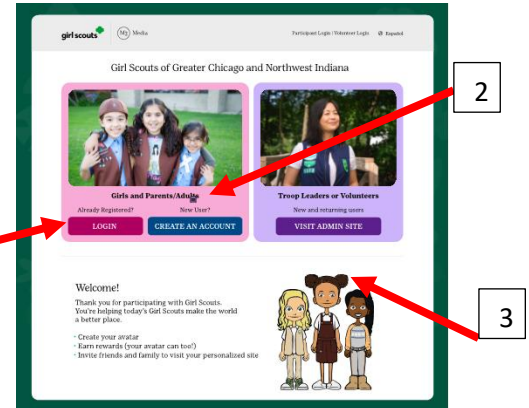 girl scouts
M2 Media
Participant Login | Volunteer Login
Español
Girl Scouts of Greater Chicago and Northwest Indiana
2
Girls and Parents/Adults
Already Registered?
New User?
LOGIN
CREATE AN ACCOUNT
Troop Leaders or Volunteers
New and returning users
VISIT ADMIN SITE
Welcome!
Thank you for participating with Girl Scouts.
You're helping today's Girl Scouts make the world
a better place.
· Create your avatar
· Earn rewards (your avatar can too!)
· Invite friends and family to visit your personalized site
3